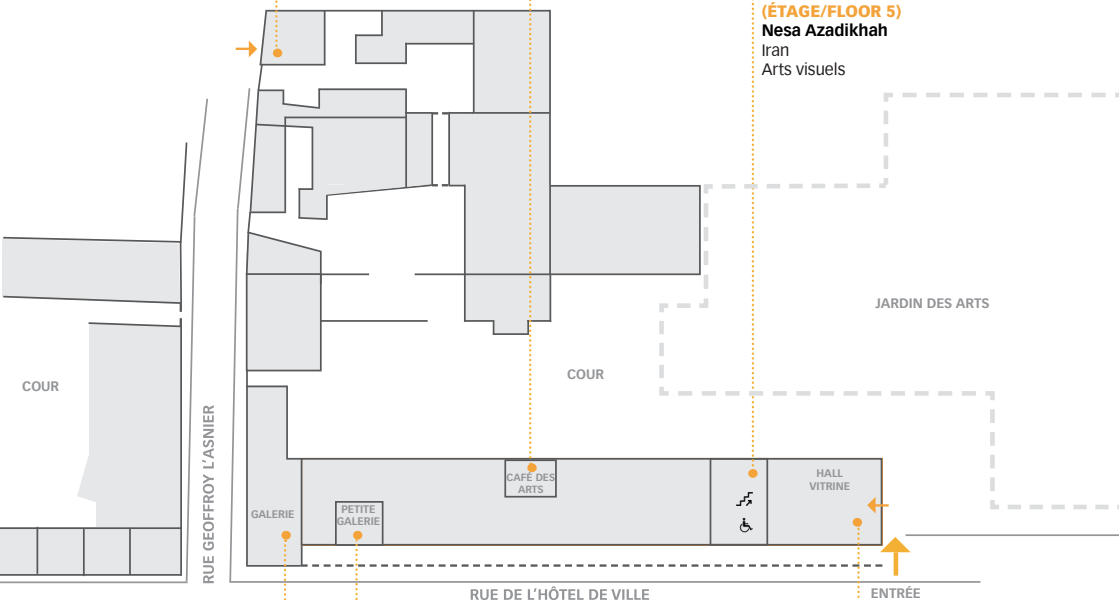 (ÉTAGE/FLOOR 5)
Nesa Azadikhah
Iran
Arts visuels
JARDIN DES ARTS
COUR
COUR
RUE GEOFFROY L'ASNIER
HALL
VITRINE
CAFÉ DES
ARTS
GALERIE
PETITE
GALERIE
RUE DE L'HÔTEL DE VILLE
ENTRÉE